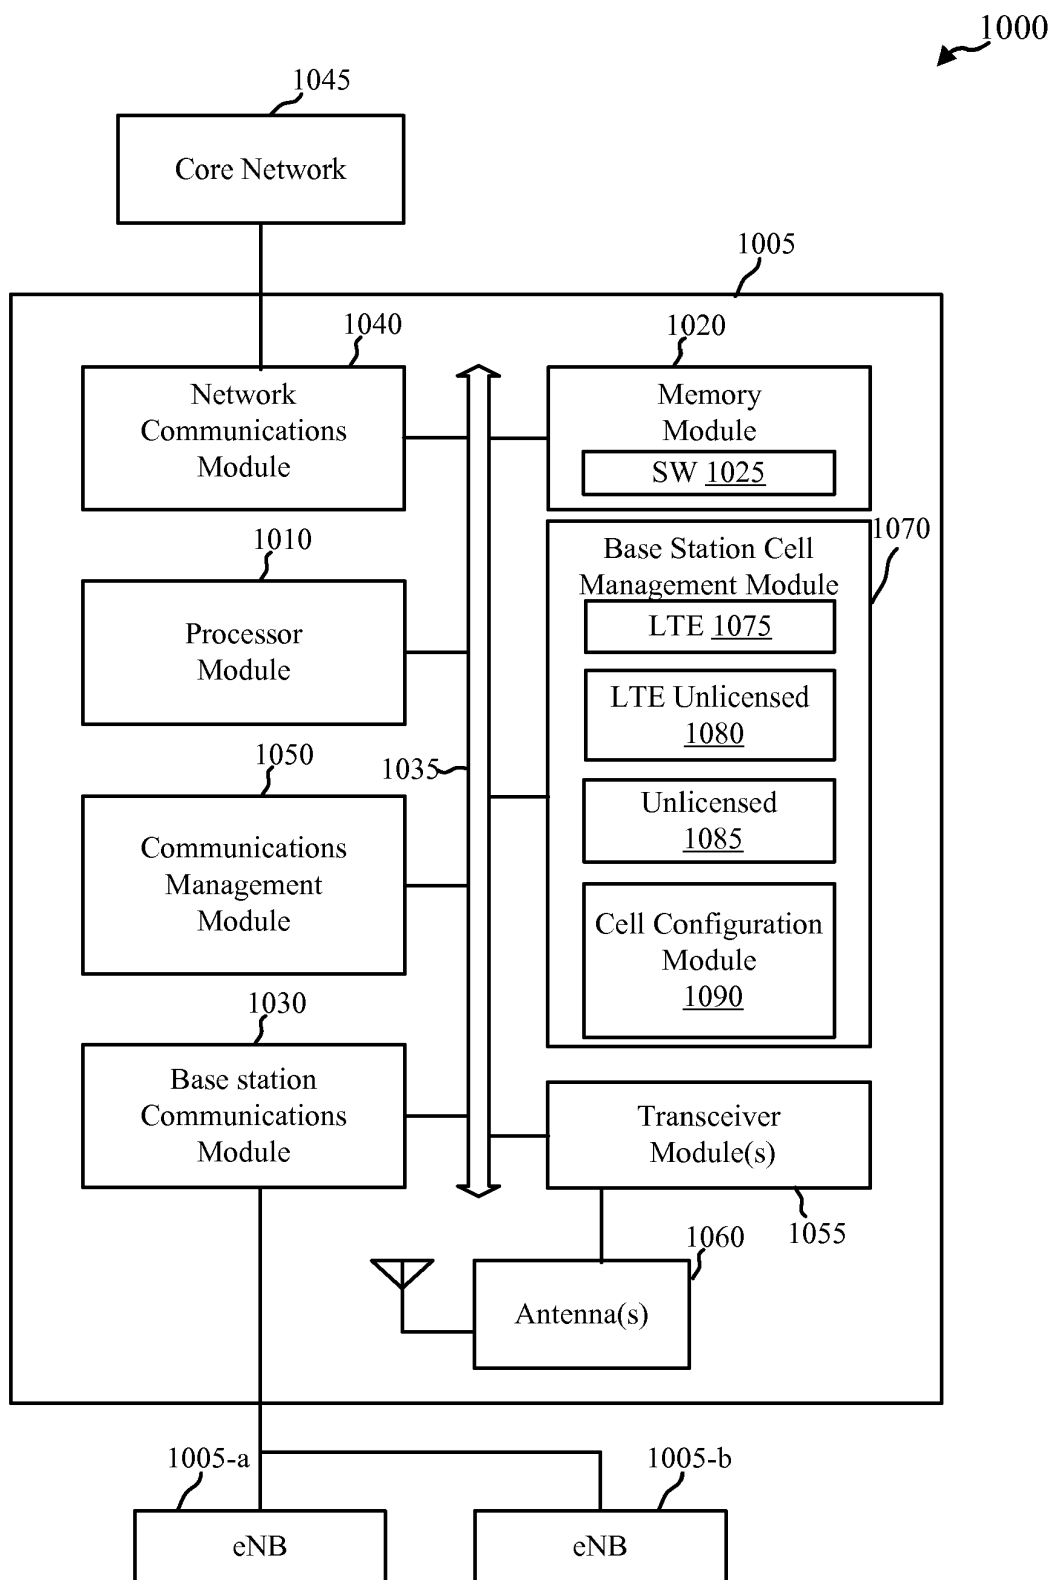 1000
1045
Core Network
1005
1040
Network
Communications
Module
1020
Memory
Module
SW 1025
1010
Processor
Module
1070
Base Station Cell
Management Module
LTE 1075
LTE Unlicensed
1080
Unlicensed
1085
Cell Configuration
Module
1090
1035
1050
Communications
Management
Module
1030
Base station
Communications
Module
Transceiver
Module(s)
1055
1060
Antenna(s)
1005-a
eNB
1005-b
eNB